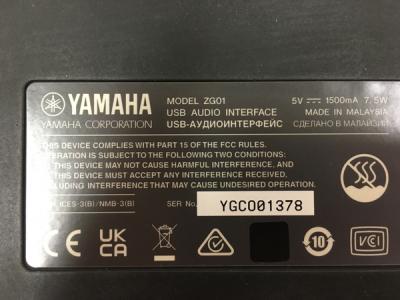 YAMAHA
YAMAHA CORPORATION
MODEL ZG01
USB AUDIO INTERFACE
USB-АУДИОИНТЕРФЕЙС
5V 1500mA 7.5W
MADE IN MALAYSIA
СДЕЛАНО В МАЛАЙЗИИ
THIS DEVICE COMPLIES WITH PART 15 OF THE FCC RULES.
OPERATION IS SUBJECT TO THE FOLLOWING TWO CONDITIONS:
THIS DEVICE MAY NOT CAUSE HARMFUL INTERFERENCE, AND
THIS DEVICE MUST ACCEPT ANY INTERFERENCE RECEIVED,
INCLUDING INTERFERENCE THAT MAY CAUSE UNDESIRED OPERATION.
ICES-3(B)/NMB-3(B)
SER No.
YGCO01378
CE
UK
CA
10
VCI